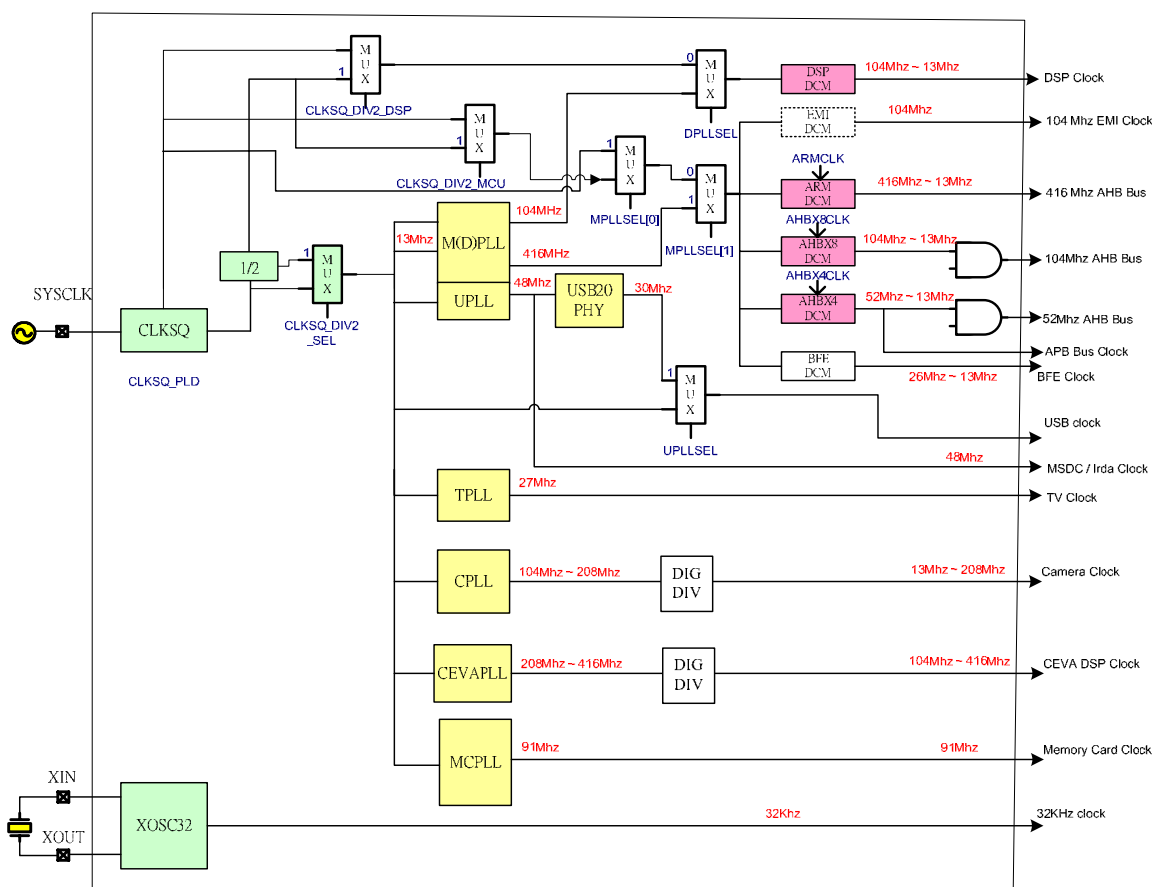 M
U
X
1
CLKSQ_DIV2_DSP
M
U
X
1
CLKSQ_DIV2_MCU
M
U
X
1
MPLLSEL[0]
M
U
X
0
DPLLSEL
M
U
X
0
1
MPLLSEL[1]
DSP
DCM
104Mhz ~ 13Mhz
DSP Clock
EMI
DCM
104Mhz
104 Mhz EMI Clock
ARMCLK
ARM
DCM
416Mhz ~ 13Mhz
416 Mhz AHB Bus
AHBX8CLK
AHBX8
DCM
104Mhz ~ 13Mhz
104Mhz AHB Bus
AHBX4CLK
AHBX4
DCM
52Mhz ~ 13Mhz
52Mhz AHB Bus
APB Bus Clock
BFE
DCM
26Mhz ~ 13Mhz
BFE Clock
SYSCLK
CLKSQ
CLKSQ_PLD
1/2
1
M
U
X
CLKSQ_DIV2
_SEL
13Mhz
M(D)PLL
104MHz
416MHz
UPLL
48Mhz
USB20
PHY
30Mhz
1
M
U
X
UPLLSEL
USB clock
48Mhz
MSDC / Irda Clock
TPLL
27Mhz
TV Clock
CPLL
104Mhz ~ 208Mhz
DIG
DIV
13Mhz ~ 208Mhz
Camera Clock
CEVAPLL
208Mhz ~ 416Mhz
DIG
DIV
104Mhz ~ 416Mhz
CEVA DSP Clock
MCPLL
91Mhz
91Mhz
Memory Card Clock
XIN
XOUT
XOSC32
32Khz
32KHz clock